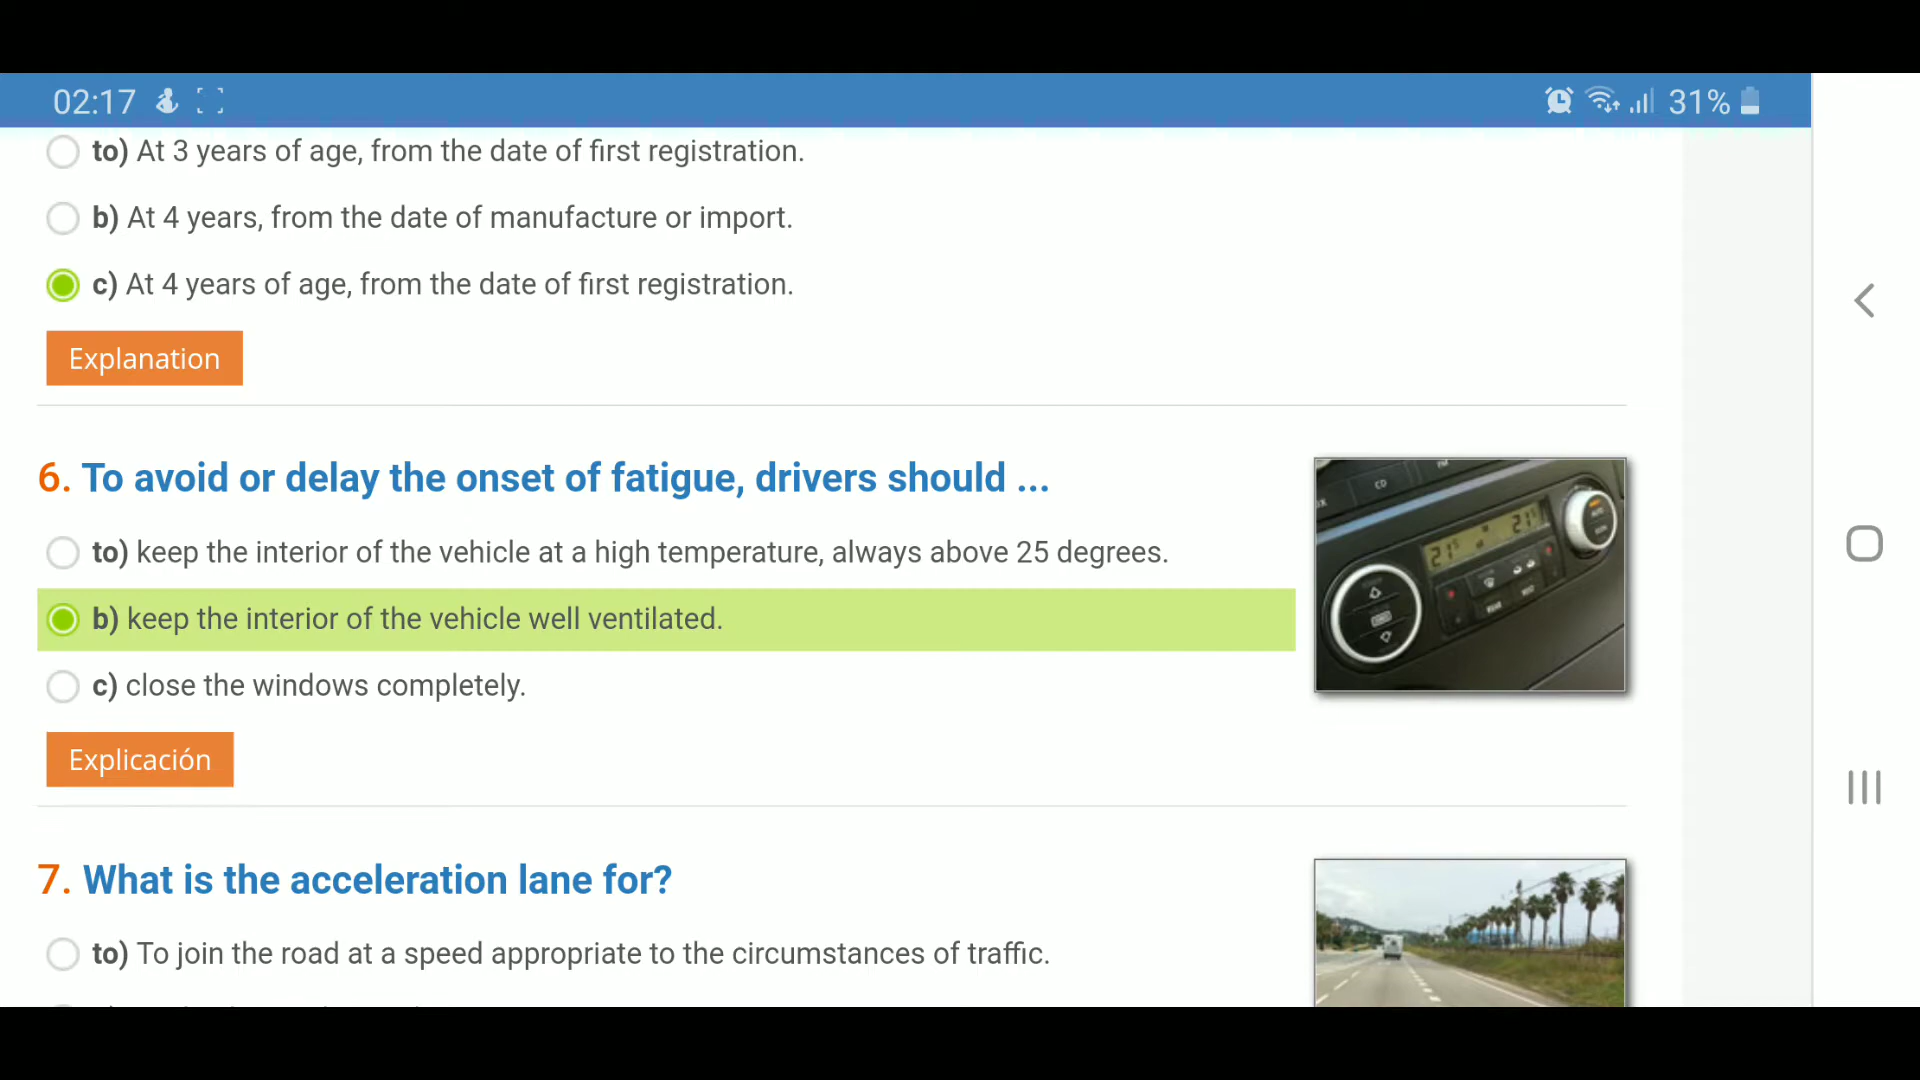 02:17 31%
to) At 3 years of age, from the date of first registration.
b) At 4 years, from the date of manufacture or import.
c) At 4 years of age, from the date of first registration.
Explanation
6. To avoid or delay the onset of fatigue, drivers should ...
to) keep the interior of the vehicle at a high temperature, always above 25 degrees.
b) keep the interior of the vehicle well ventilated.
c) close the windows completely.
CD
AUTO
Explicación
7. What is the acceleration lane for?
to) To join the road at a speed appropriate to the circumstances of traffic.